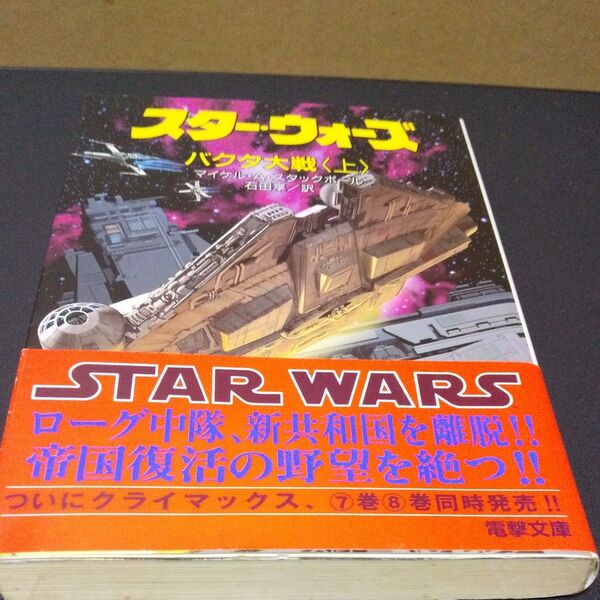 スター・ウォーズ
バクタ大戦〈上〉
マイケル・A・スタックポール
石田享/訳
STAR WARS
ローグ中隊、新共和国を離脱!!
帝国復活の野望を絶つ!!
ついにクライマックス、⑦巻⑧巻同時発売!!
電撃文庫